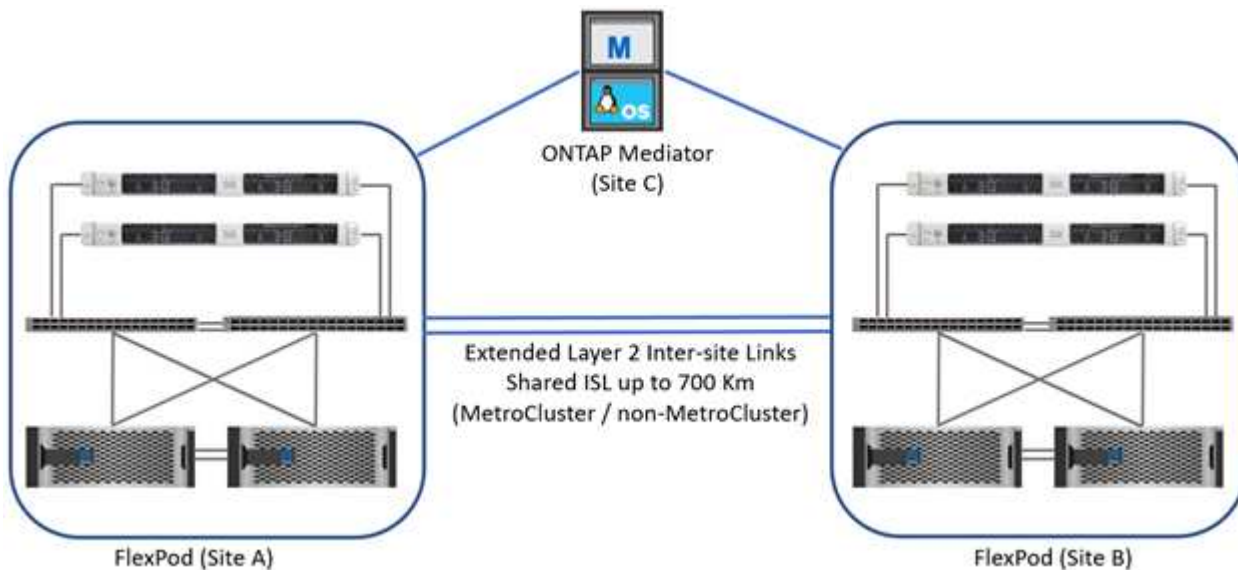 M
OS
ONTAP Mediator
(Site C)
Extended Layer 2 Inter-site Links
Shared ISL up to 700 Km
(MetroCluster / non-MetroCluster)
FlexPod (Site A)
FlexPod (Site B)